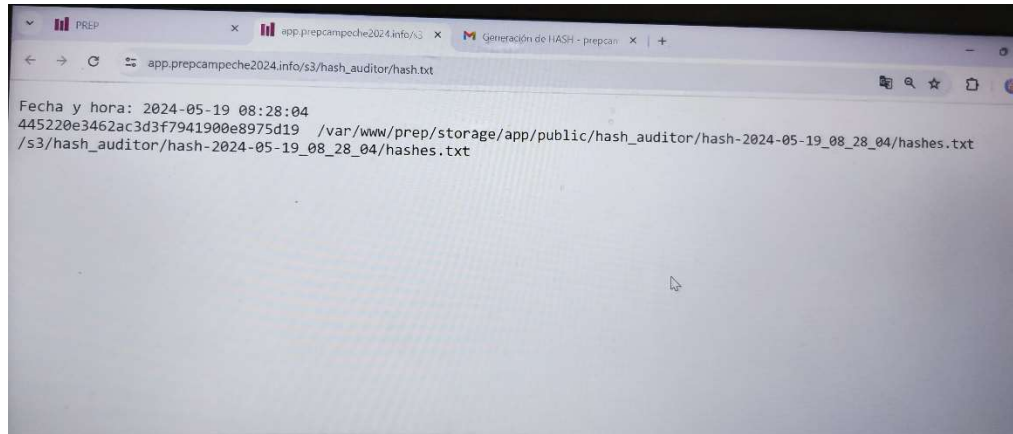 PREP
app.prepcampeche2024.info/s3
Generación de HASH - prepcam
app.prepcampeche2024.info/s3/hash_auditor/hash.txt
Fecha y hora: 2024-05-19 08:28:04
445220e3462ac3d3f7941900e8975d19 /var/www/prep/storage/app/public/hash_auditor/hash-2024-05-19_08_28_04/hashes.txt
/s3/hash_auditor/hash-2024-05-19_08_28_04/hashes.txt